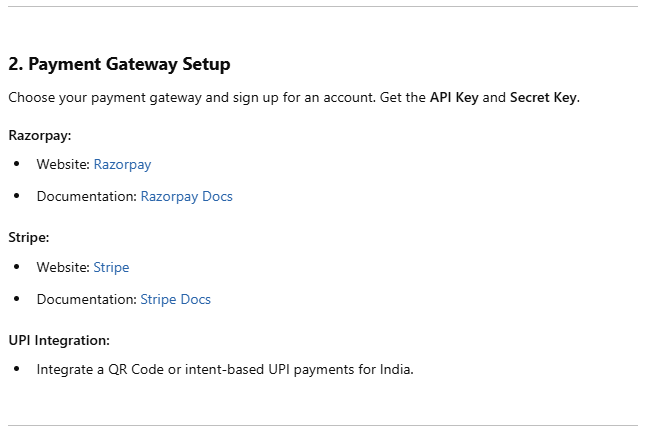 2. Payment Gateway Setup
Choose your payment gateway and sign up for an account. Get the API Key and Secret Key.
Razorpay:
• Website: Razorpay
• Documentation: Razorpay Docs
Stripe:
• Website: Stripe
• Documentation: Stripe Docs
UPI Integration:
• Integrate a QR Code or intent-based UPI payments for India.